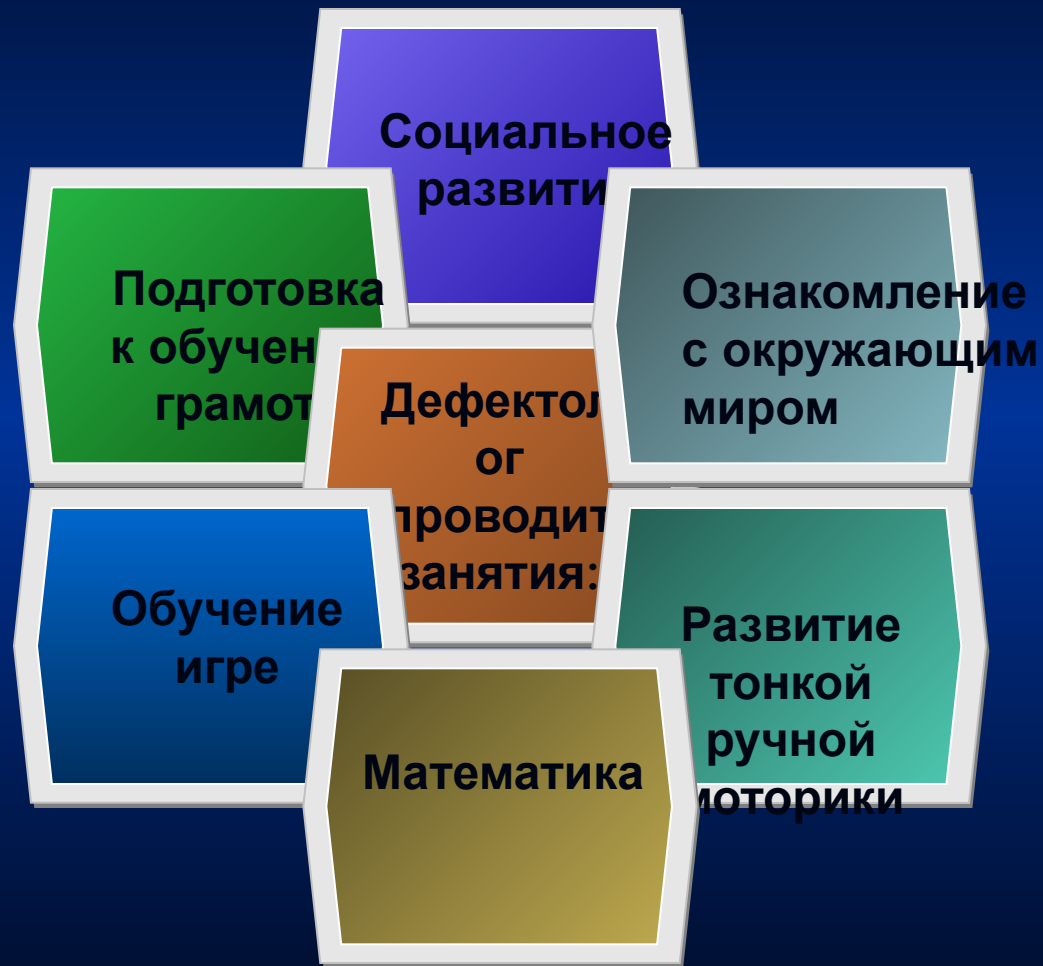 Социальное
развити
Подготовка
к обучен
грамот
Ознакомление
с окружающим
миром
Дефектол
ог
проводит
занятия:
Обучение
игре
Развитие
тонкой
ручной
моторики
Математика